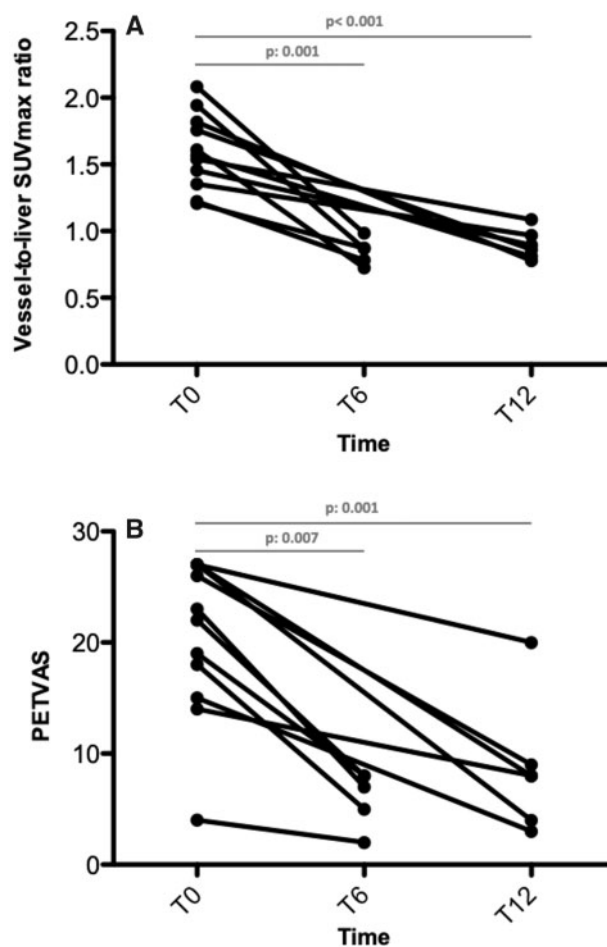 A
p< 0.001
p: 0.001
Vessel-to-liver SUVmax ratio
2.5
2.0
1.5
1.0
0.5
0.0
T0
T6
T12
Time
B
p: 0.001
p: 0.007
PETVAS
30
20
10
0
T0
T6
T12
Time